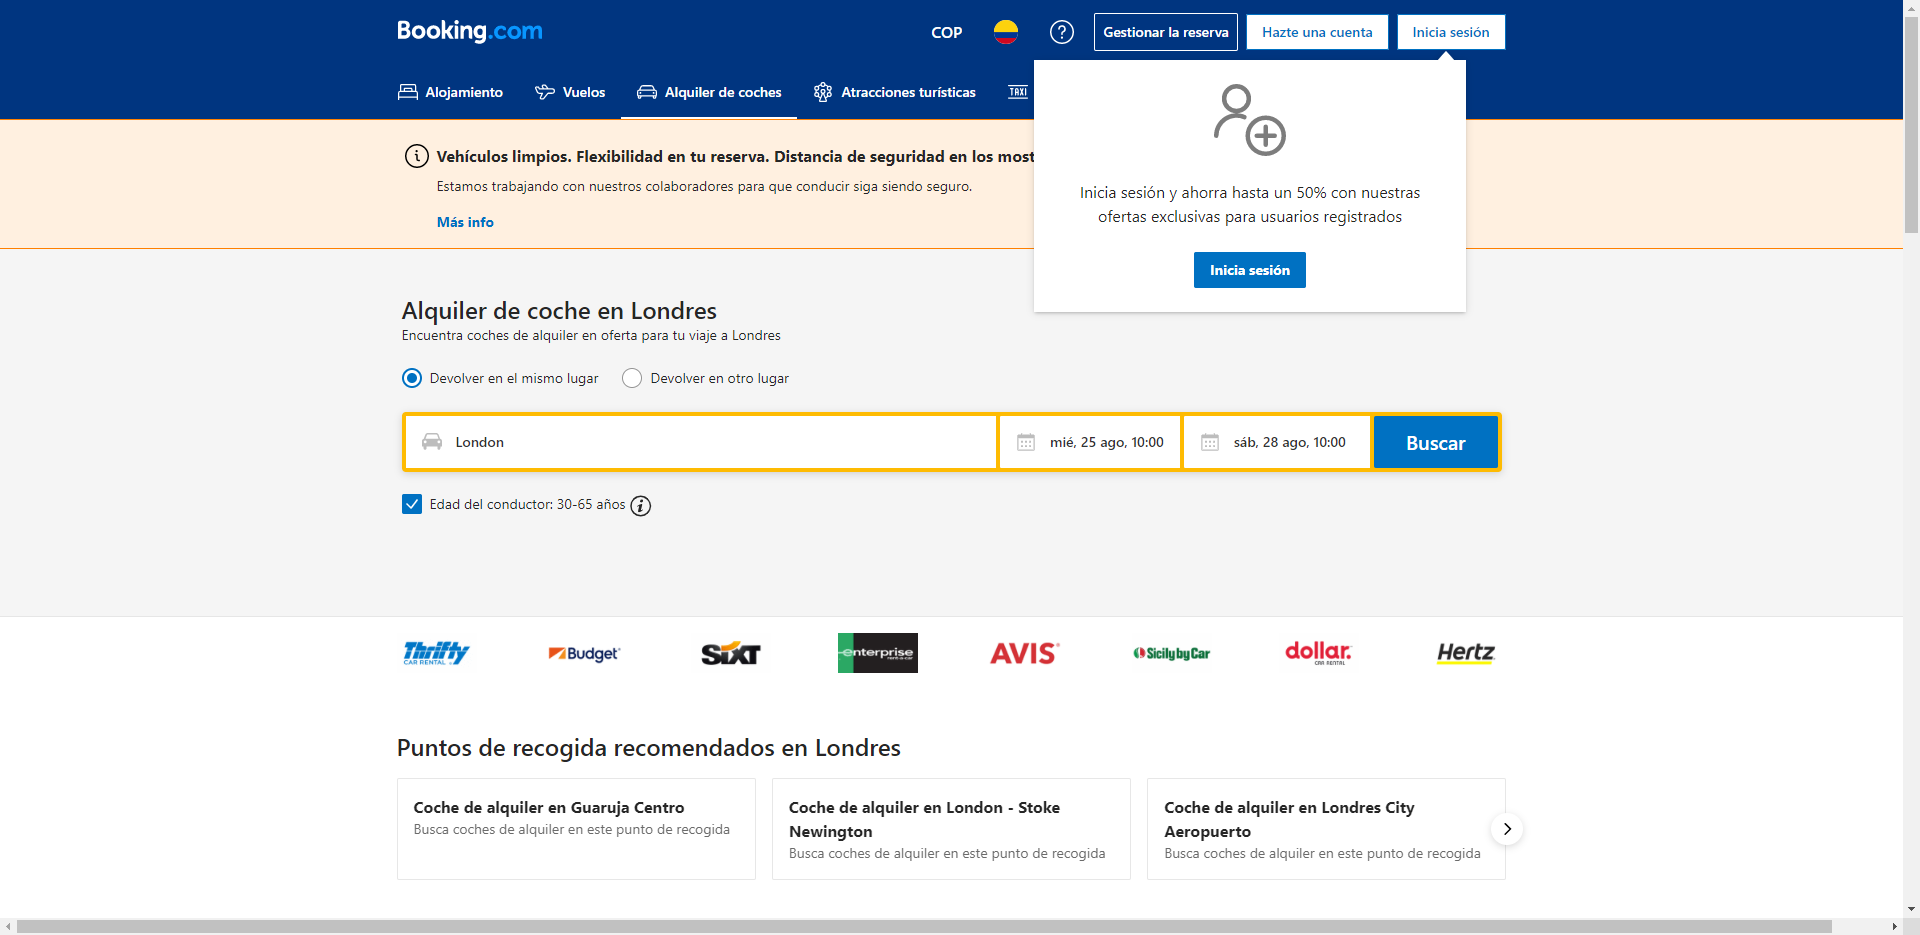 Booking.com
COP
Gestionar la reserva
Hazte una cuenta
Inicia sesión
Alojamiento
Vuelos
Alquiler de coches
Atracciones turísticas
TAXI
Inicia sesión y ahorra hasta un 50% con nuestras
ofertas exclusivas para usuarios registrados
Inicia sesión
Vehículos limpios. Flexibilidad en tu reserva. Distancia de seguridad en los most
Estamos trabajando con nuestros colaboradores para que conducir siga siendo seguro.
Más info
Alquiler de coche en Londres
Encuentra coches de alquiler en oferta para tu viaje a Londres
Devolver en el mismo lugar
Devolver en otro lugar
London
mié, 25 ago, 10:00
sáb, 28 ago, 10:00
Buscar
Edad del conductor: 30-65 años
Thrifty
CAR RENTAL
Budget
SIXT
enterprise
rent-a-car
AVIS
Sicily by Car
dollar.
CAR RENTAL
Hertz
Puntos de recogida recomendados en Londres
Coche de alquiler en Guaruja Centro
Busca coches de alquiler en este punto de recogida
Coche de alquiler en London - Stoke
Newington
Busca coches de alquiler en este punto de recogida
Coche de alquiler en Londres City
Aeropuerto
Busca coches de alquiler en este punto de recogida